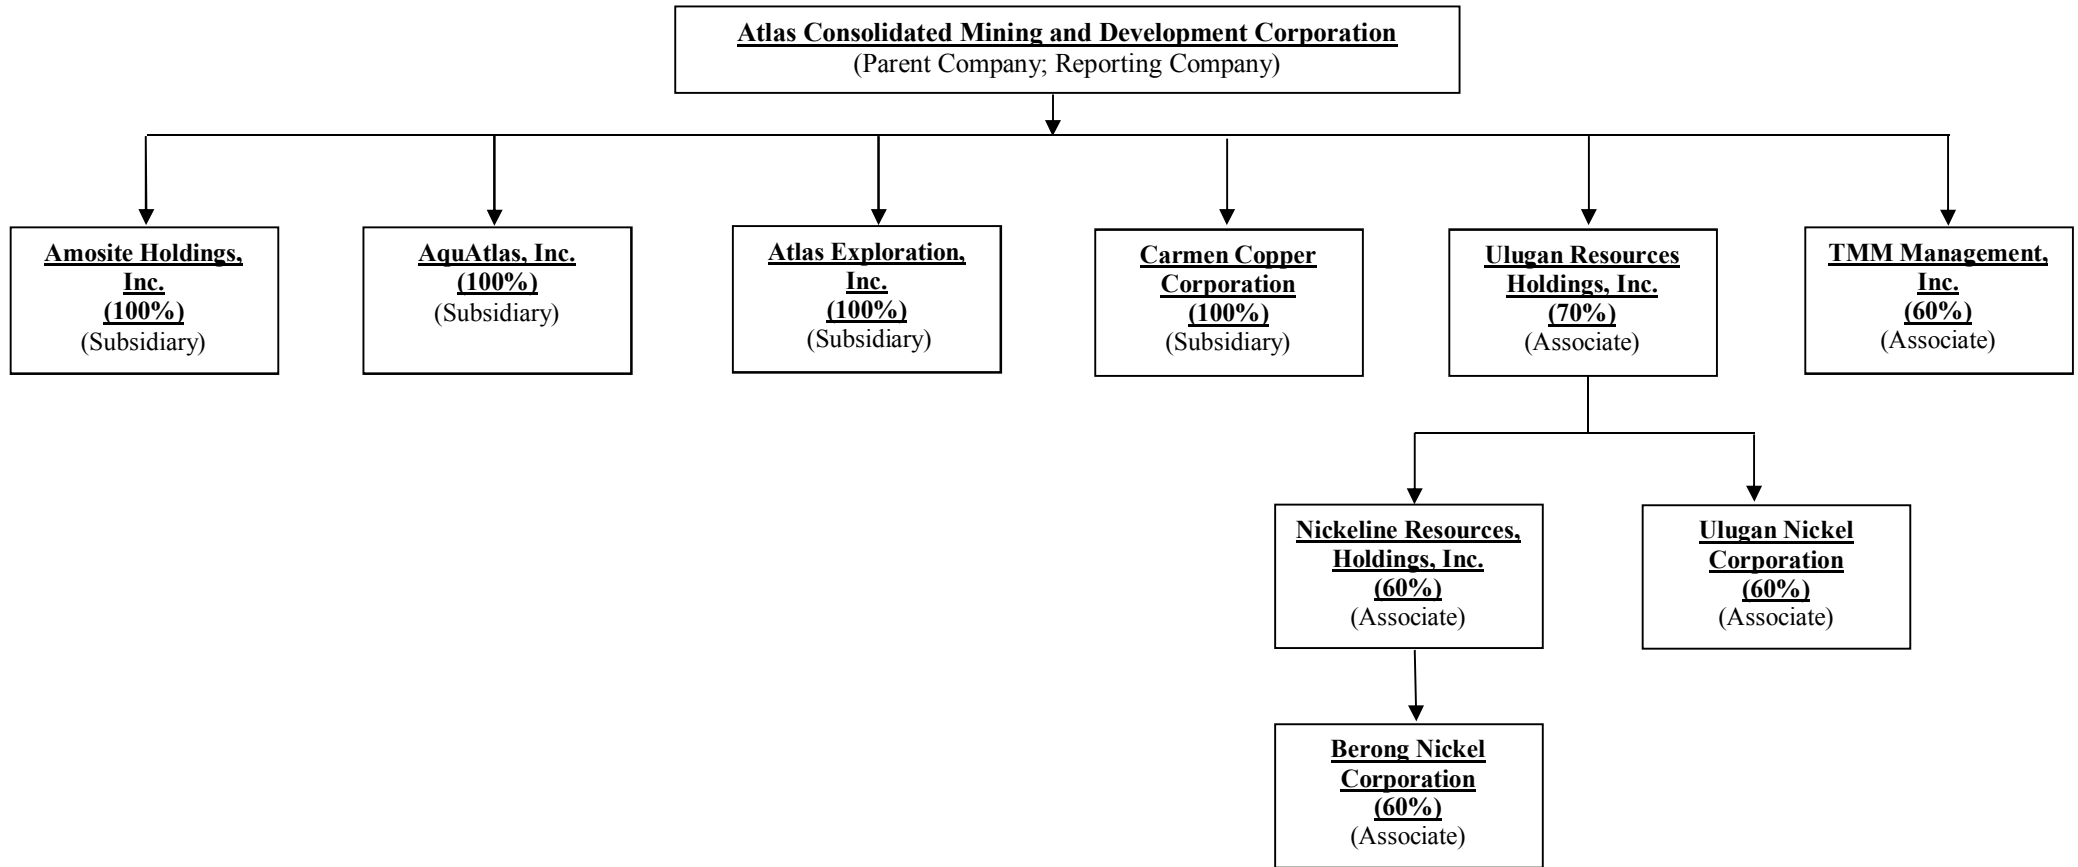 Atlas Consolidated Mining and Development Corporation
(Parent Company; Reporting Company)
Amosite Holdings,
Inc.
(100%)
(Subsidiary)
AquAtlas, Inc.
(100%)
(Subsidiary)
Atlas Exploration,
Inc.
(100%)
(Subsidiary)
Carmen Copper
Corporation
(100%)
(Subsidiary)
Ulugan Resources
Holdings, Inc.
(70%)
(Associate)
TMM Management,
Inc.
(60%)
(Associate)
Nickeline Resources,
Holdings, Inc.
(60%)
(Associate)
Ulugan Nickel
Corporation
(60%)
(Associate)
Berong Nickel
Corporation
(60%)
(Associate)